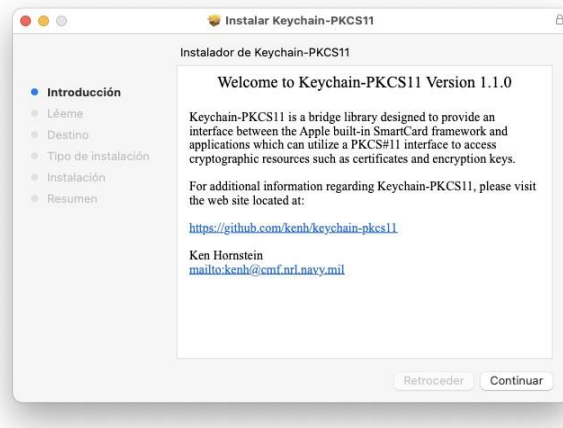 Instalar Keychain-PKCS11
Instalador de Keychain-PKCS11
Introducción
Léeme
Destino
Tipo de instalación
Instalación
Resumen
Welcome to Keychain-PKCS11 Version 1.1.0
Keychain-PKCS11 is a bridge library designed to provide an
interface between the Apple built-in SmartCard framework and
applications which can utilize a PKCS#11 interface to access
cryptographic resources such as certificates and encryption keys.
For additional information regarding Keychain-PKCS11, please visit
the web site located at:
https://github.com/kenh/keychain-pkcs11
Ken Hornstein
mailto:kenh@cmf.nrl.navy.mil
Retroceder
Continuar